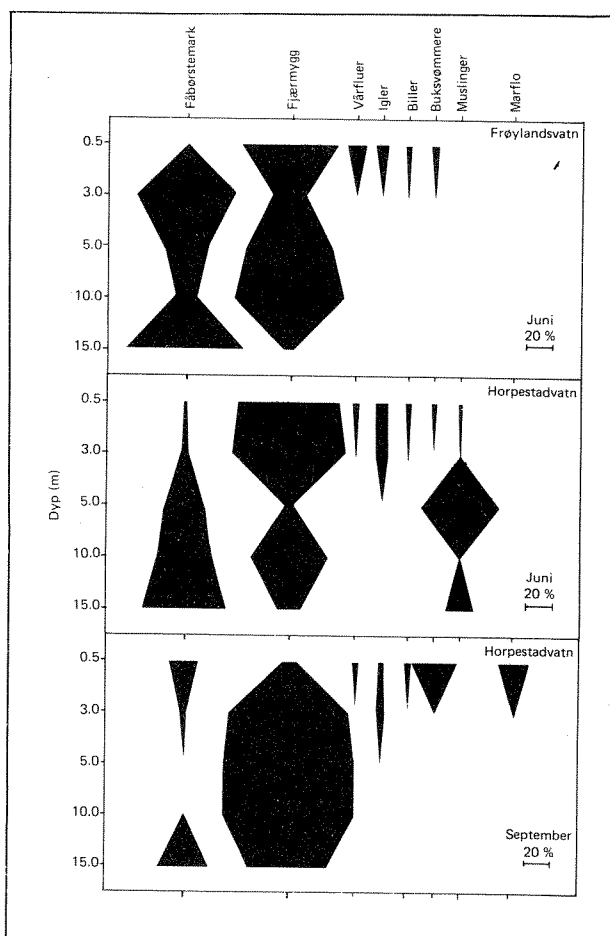 Fåbørstemark
Fjærmygg
Vårfluer
Igler
Biller
Buksvømmere
Muslinger
Marflo
Frøylandsvatn
0.5
3.0
5.0
10.0
15.0
Juni
20 %
Horpestadvatn
0.5
3.0
5.0
10.0
15.0
Juni
20 %
Dyp (m)
Horpestadvatn
0.5
3.0
5.0
10.0
15.0
September
20 %